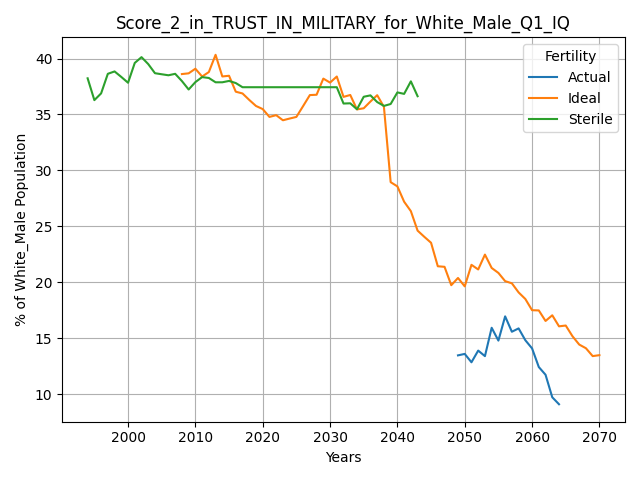 Score_2_in_TRUST_IN_MILITARY_for_White_Male_Q1_IQ
Fertility
Actual
Ideal
Sterile
% of White_Male Population
40
35
30
25
20
15
10
2000
2010
2020
2030
2040
2050
2060
2070
Years